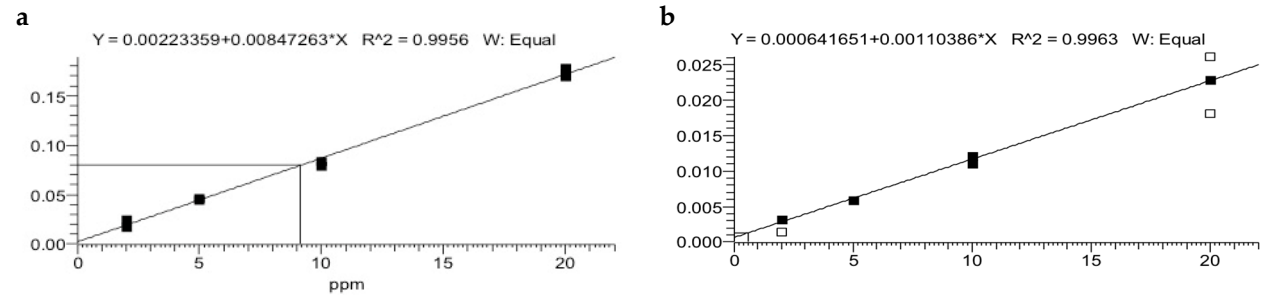 a
Y = 0.00223359+0.00847263*X R^2 = 0.9956 W: Equal
0.15
0.10
0.05
0.00
0 5 10 15 20
ppm
b
Y = 0.000641651+0.00110386*X R^2 = 0.9963 W: Equal
0.025
0.020
0.015
0.010
0.005
0.000
0 5 10 15 20